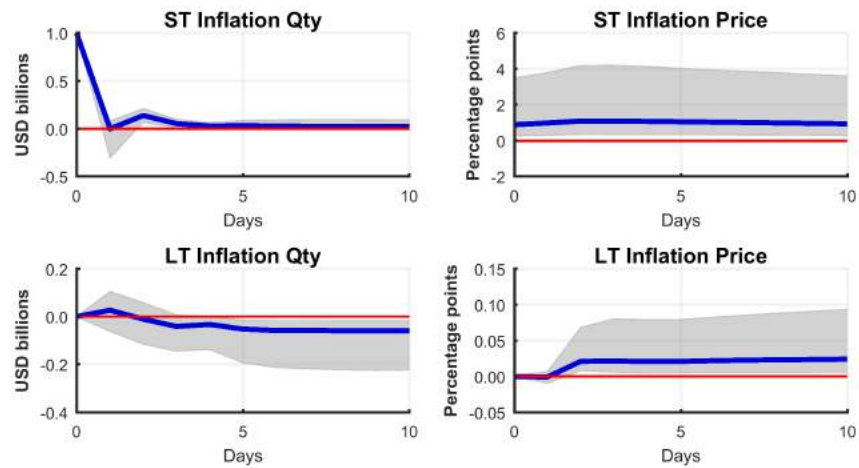 ST Inflation Qty
USD billions
1.0
0.5
0.0
-0.5
0
5
10
Days
ST Inflation Price
Percentage points
6
4
2
0
-2
0
5
10
Days
LT Inflation Qty
USD billions
0.2
0.0
-0.2
-0.4
0
5
10
Days
LT Inflation Price
Percentage points
0.15
0.10
0.05
0.00
-0.05
0
5
10
Days